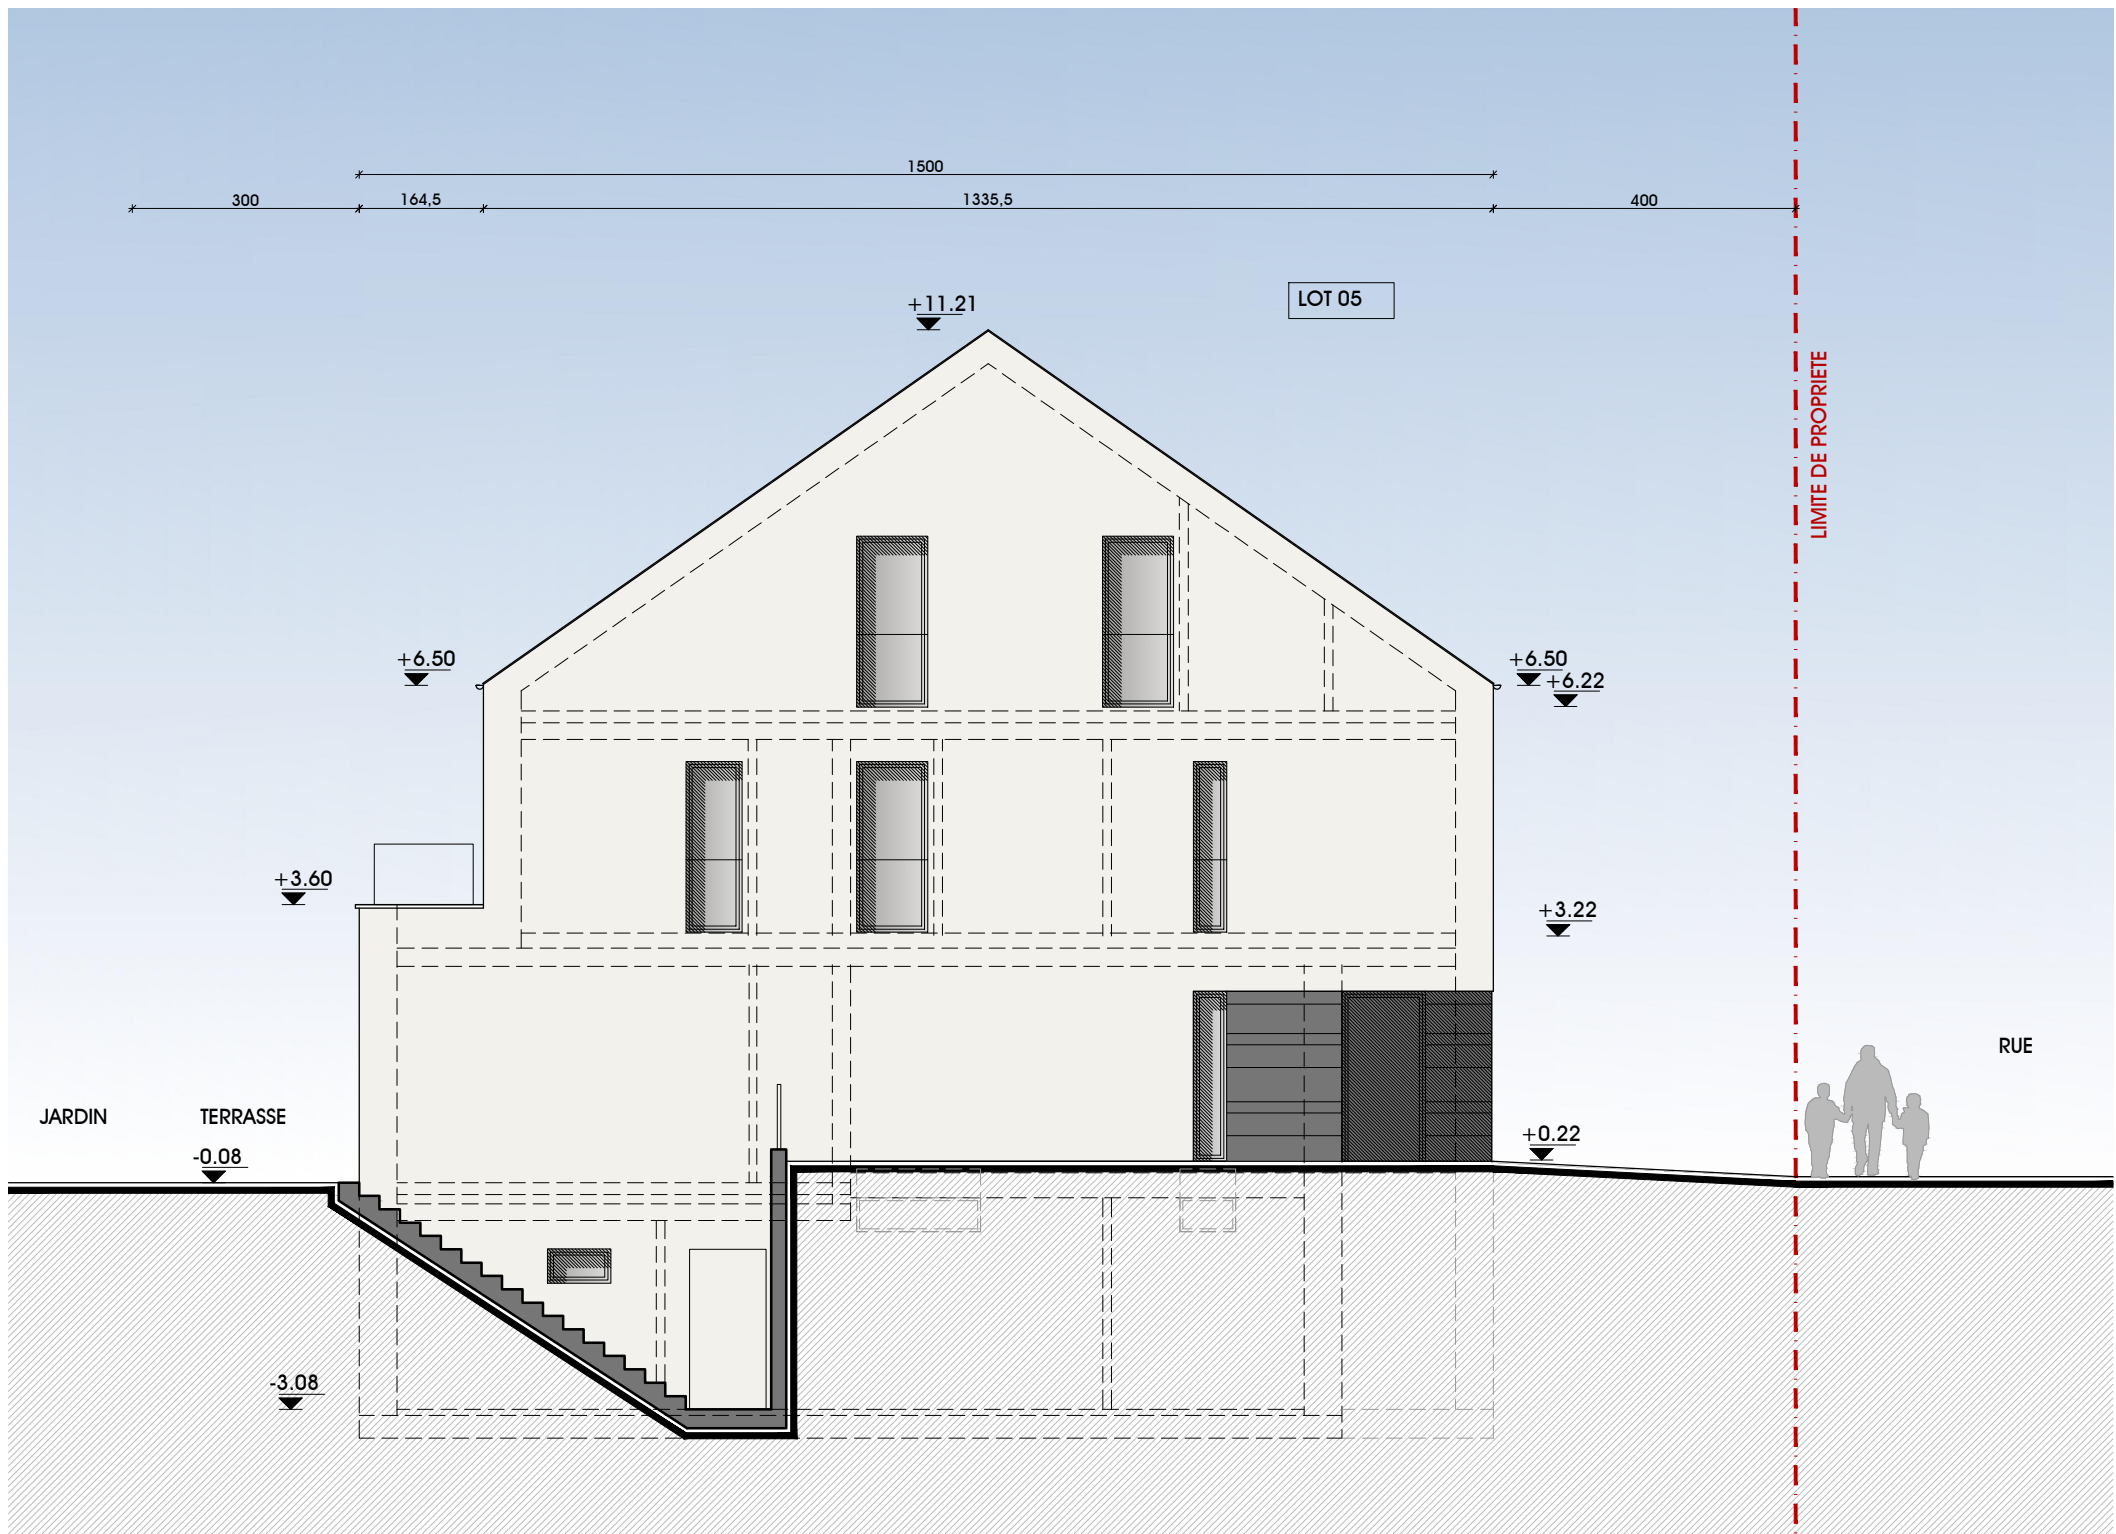 1500
300
164,5
1335,5
400
LOT 05
+11.21
LIMITE DE PROPRIETE
+6.50
+6.50
+6.22
+3.60
+3.22
RUE
JARDIN
TERRASSE
-0.08
+0.22
-3.08